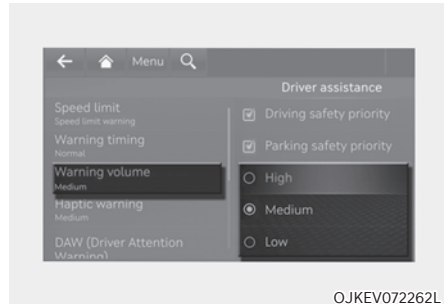 Menu
Driver assistance
Speed limit
Speed limit warning
Driving safety priority
Warning timing
Normal
Parking safety priority
Warning volume
Medium
High
Haptic warning
Medium
Medium
DAW (Driver Attention
Warning)
Low
OJKEV072262L